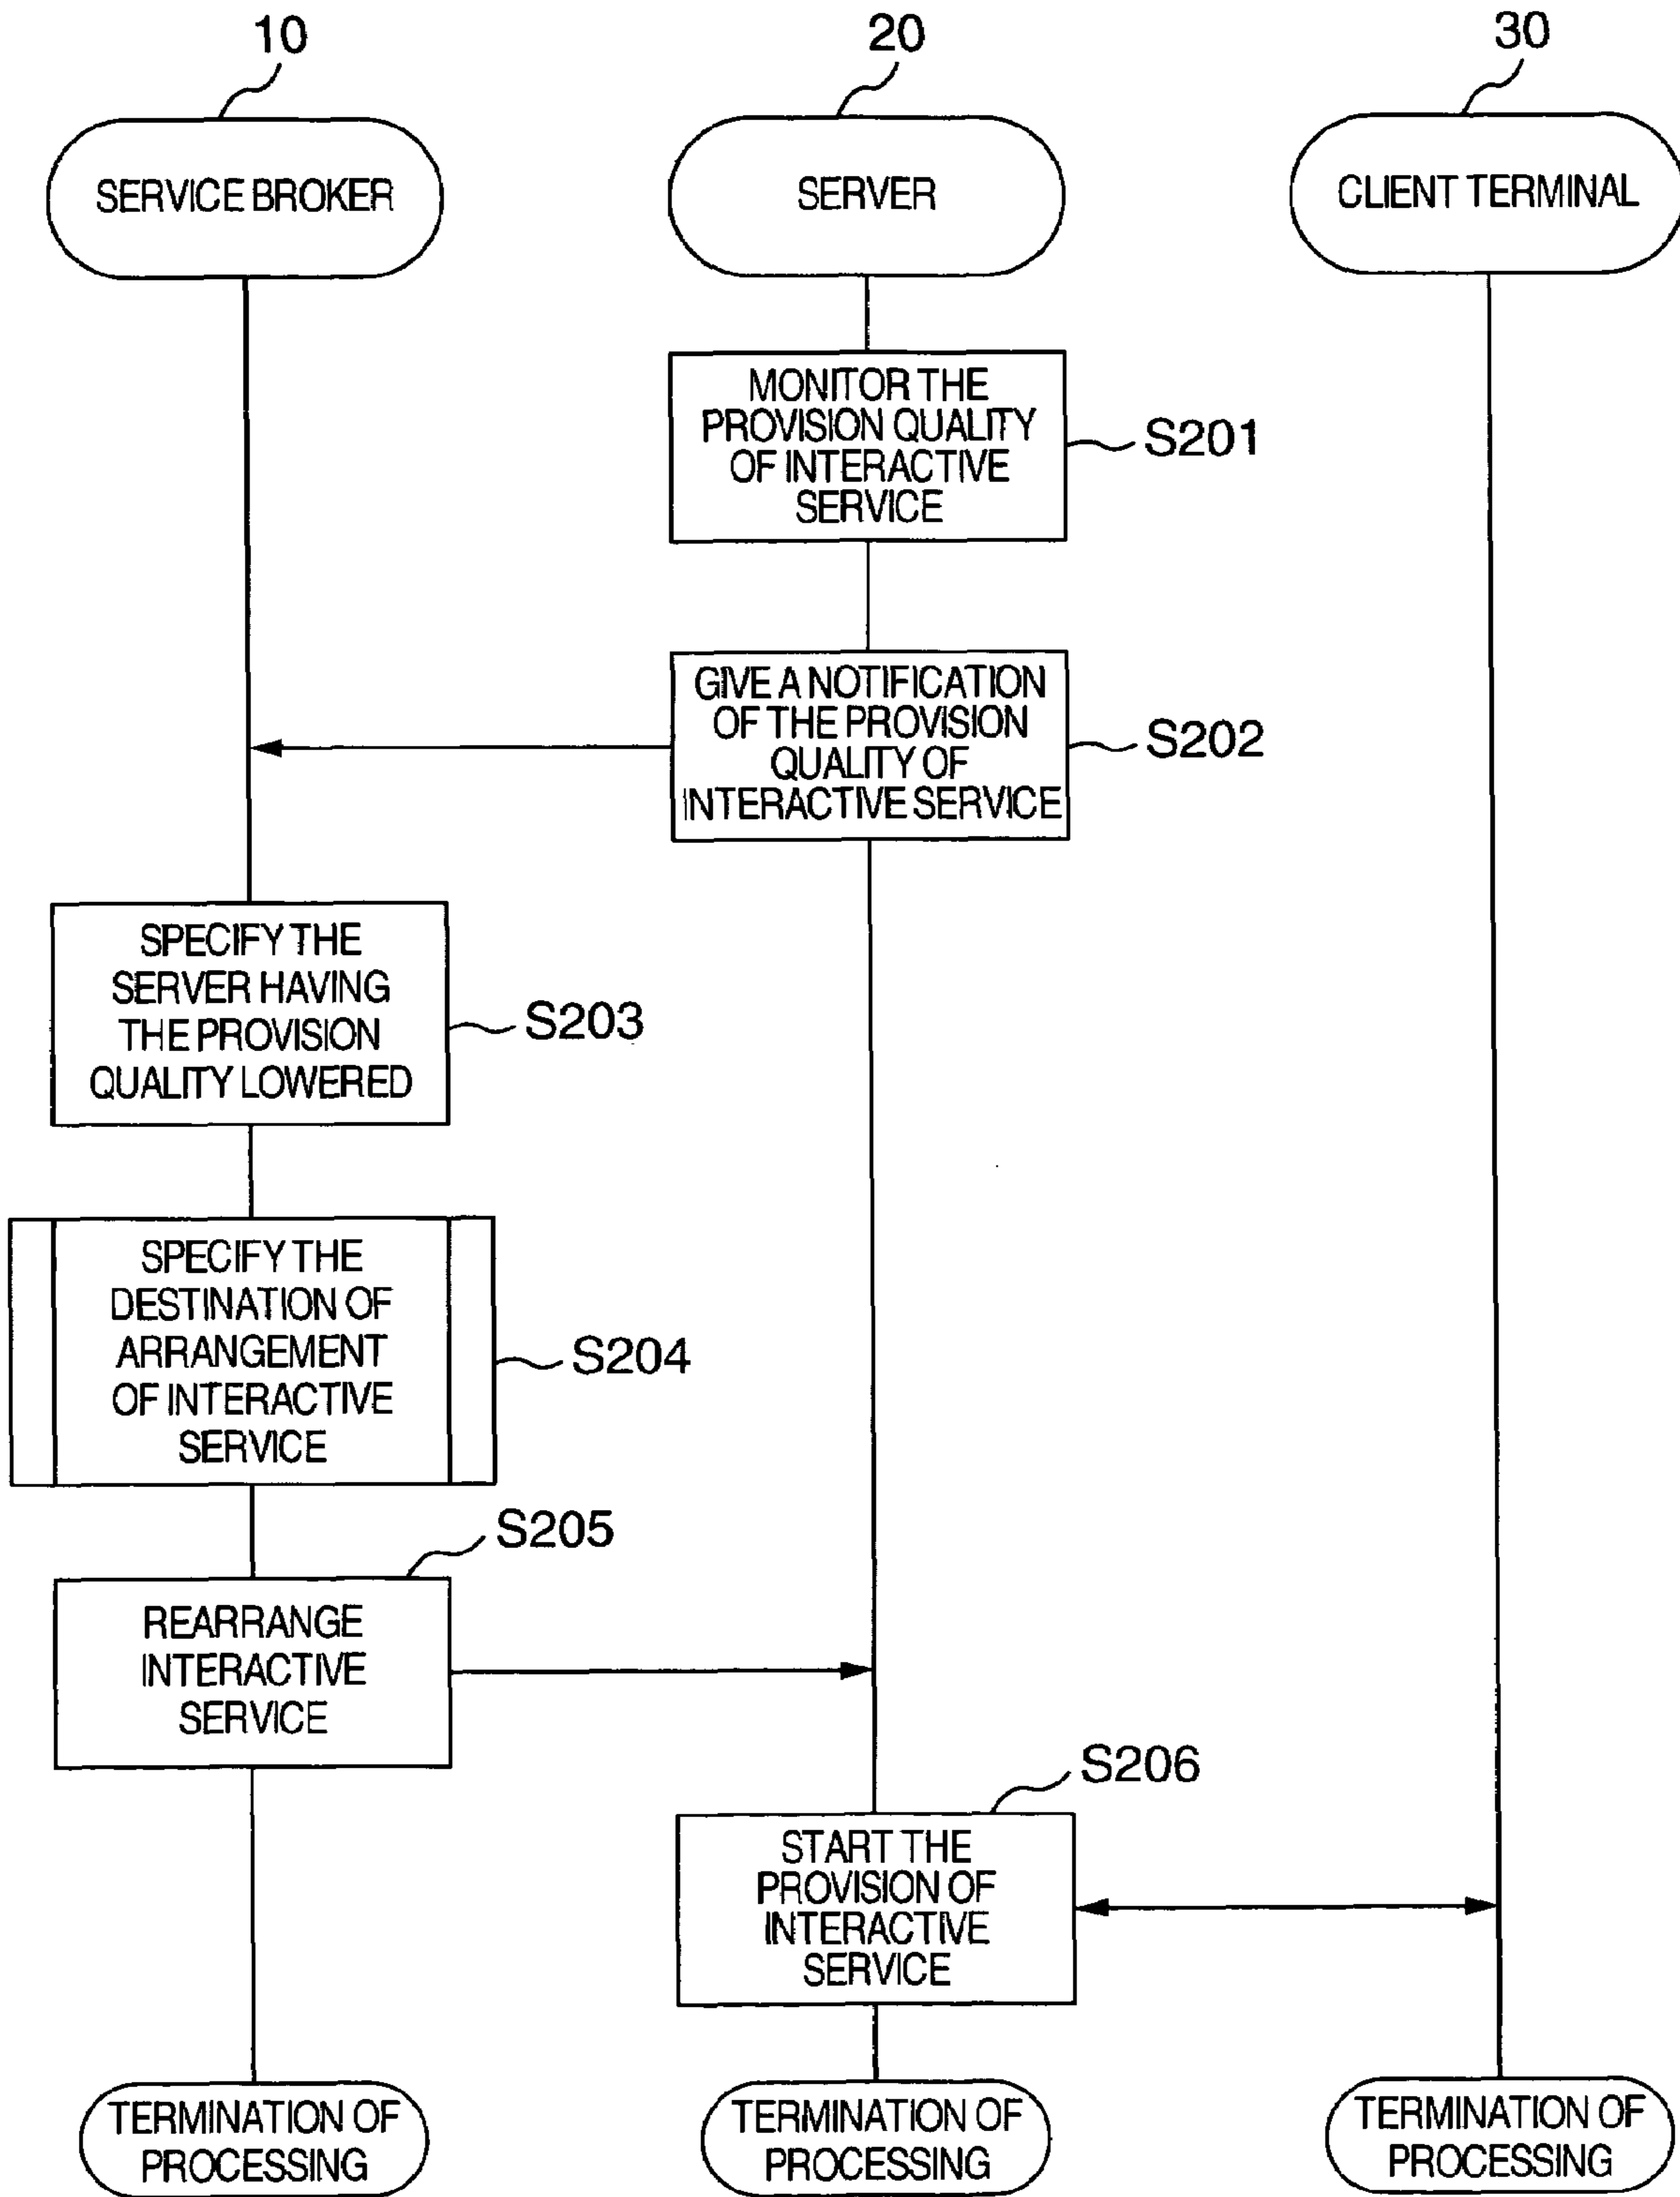 10
20
30
SERVICE BROKER
SERVER
CLIENT TERMINAL
MONITOR THE
PROVISION QUALITY
OF INTERACTIVE
SERVICE
S201
GIVE A NOTIFICATION
OF THE PROVISION
QUALITY OF
INTERACTIVE SERVICE
S202
SPECIFY THE
SERVER HAVING
THE PROVISION
QUALITY LOWERED
S203
SPECIFY THE
DESTINATION OF
ARRANGEMENT
OF INTERACTIVE
SERVICE
S204
S205
REARRANGE
INTERACTIVE
SERVICE
S206
START THE
PROVISION OF
INTERACTIVE
SERVICE
TERMINATION OF
PROCESSING
TERMINATION OF
PROCESSING
TERMINATION OF
PROCESSING